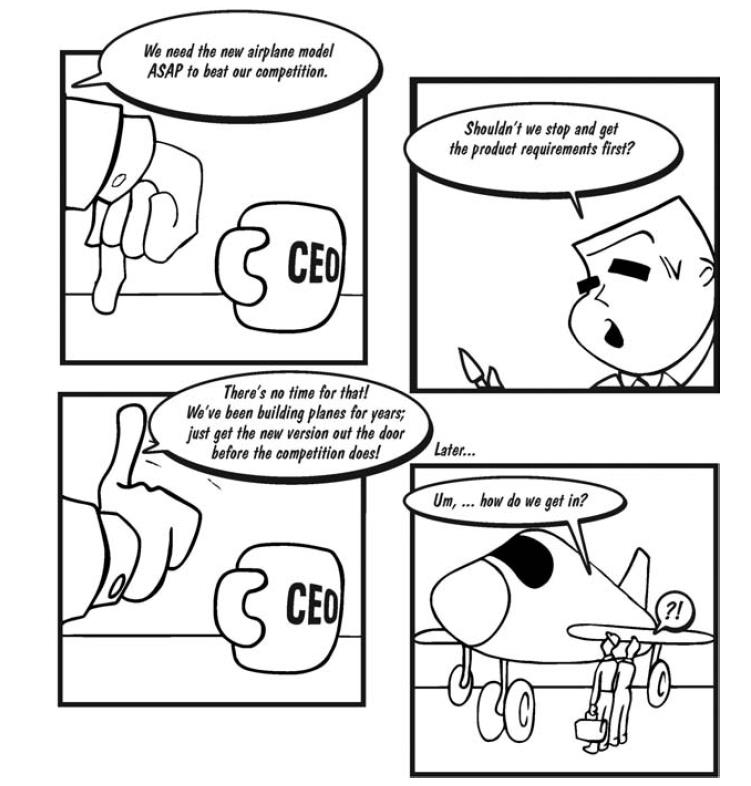 We need the new airplane model
ASAP to beat our competition.
CEO
Shouldn't we stop and get
the product requirements first?
There's no time for that!
We've been building planes for years;
just get the new version out the door
before the competition does!
CEO
Later...
Um, ... how do we get in?
?!